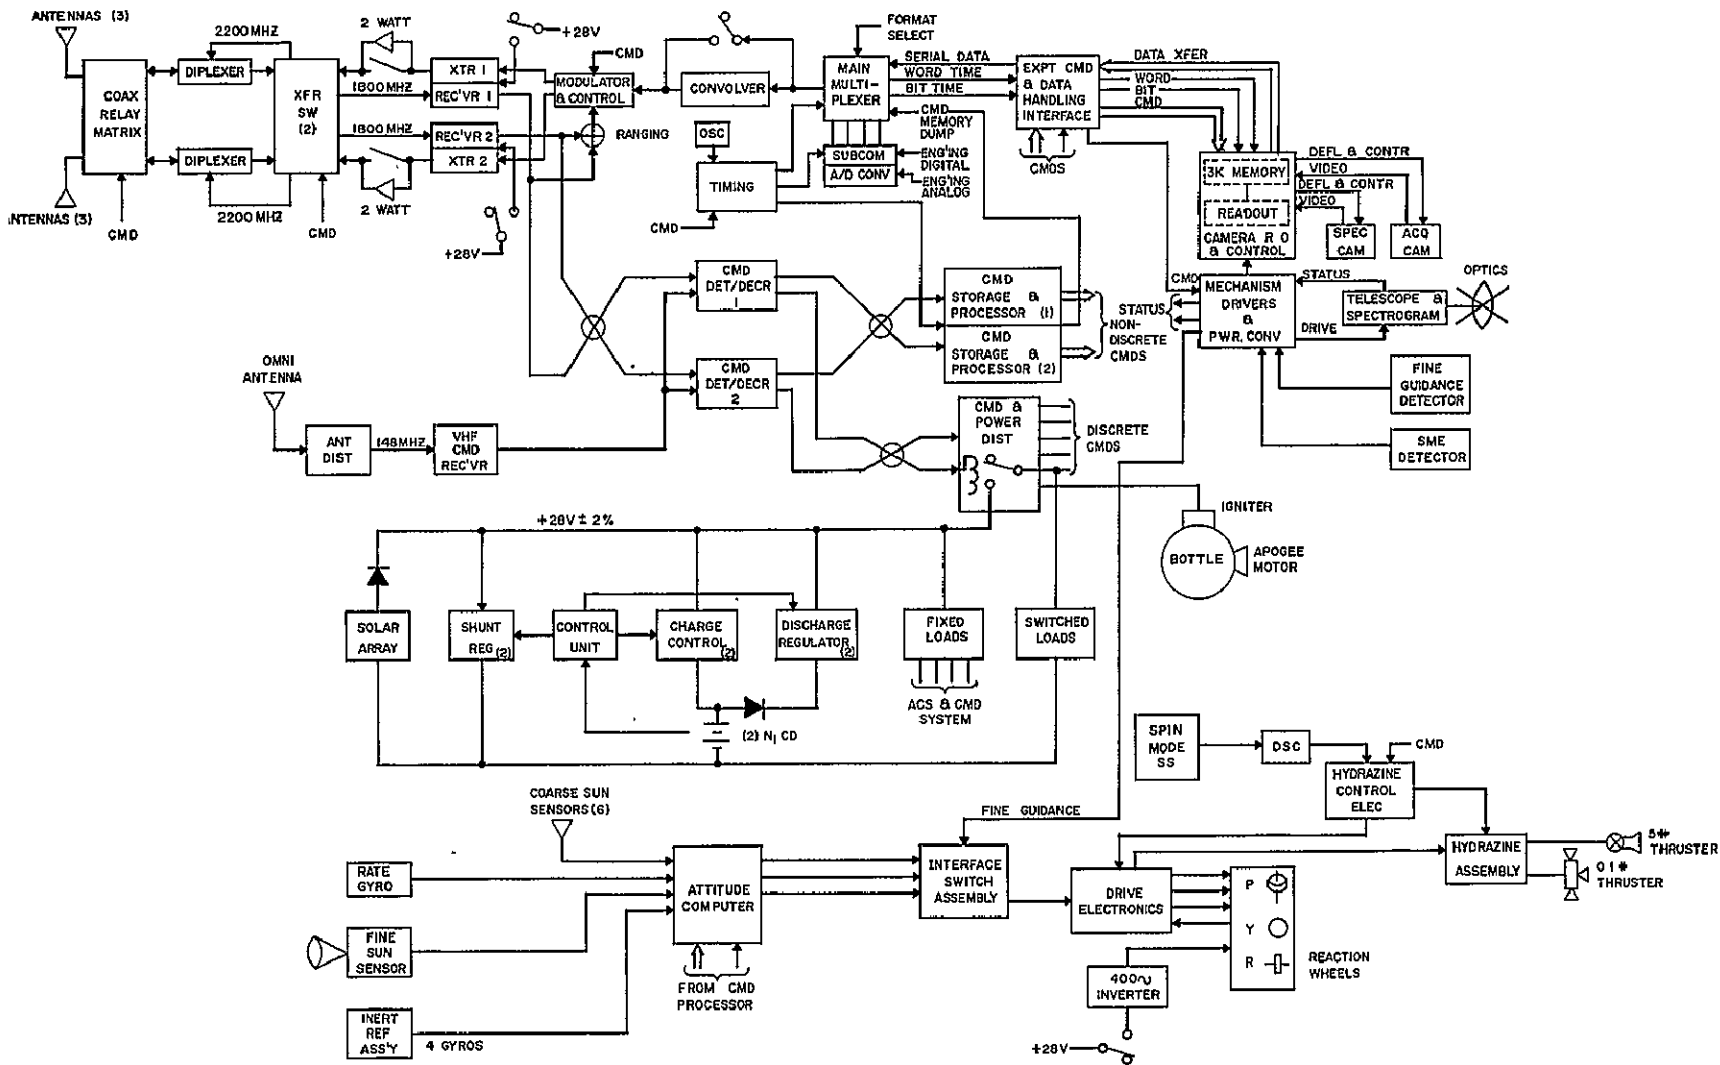 ANTENNAS (3)
2200MHZ
2 WATT
+28V
CMD
FORMAT
SELECT
DIPLEXER
COAX
RELAY
MATRIX
XFR
SW
(2)
XTR 1
1800MHZ
REC'VR 1
MODULATOR
& CONTROL
CONVOLVER
MAIN
MULTI-
PLEXER
SERIAL DATA
WORD TIME
BIT TIME
EXPT CMD
& DATA
HANDLING
INTERFACE
DATA XFER
WORD
BIT
CMD
1800MHZ
REC'VR 2
XTR 2
RANGING
OSC
CMD
MEMORY
DUMP
SUBCOM
A/D CONV
ENG'ING
DIGITAL
ENG'ING
ANALOG
CMDS
DIPLEXER
2 WATT
2200 MHZ
NTENNAS (3)
CMD
CMD
+28V
TIMING
CMD
3K MEMORY
READOUT
CAMERA R O
& CONTROL
DEFL & CONTR
VIDEO
DEFL & CONTR
VIDEO
SPEC
CAM
ACQ
CAM
CMD
DET/DECR
1
CMD
STORAGE &
PROCESSOR (1)
CMD
STORAGE &
PROCESSOR (2)
STATUS
NON-
DISCRETE
CMDS
CMD
STATUS
MECHANISM
DRIVERS
&
PWR. CONV
DRIVE
TELESCOPE &
SPECTROGRAM
OPTICS
CMD
DET/DECR
2
OMNI
ANTENNA
ANT
DIST
148MHZ
VHF
CMD
REC'VR
CMD &
POWER
DIST
DISCRETE
CMDS
FINE
GUIDANCE
DETECTOR
SME
DETECTOR
IGNITER
BOTTLE
APOGEE
MOTOR
+28V ± 2%
SOLAR
ARRAY
SHUNT
REG (2)
CONTROL
UNIT
CHARGE
CONTROL (2)
DISCHARGE
REGULATOR (2)
FIXED
LOADS
SWITCHED
LOADS
ACS & CMD
SYSTEM
(2) NI CD
SPIN
MODE
SS
DSC
CMD
HYDRAZINE
CONTROL
ELEC
COARSE SUN
SENSORS (6)
FINE GUIDANCE
RATE
GYRO
ATTITUDE
COMPUTER
INTERFACE
SWITCH
ASSEMBLY
DRIVE
ELECTRONICS
HYDRAZINE
ASSEMBLY
5#
THRUSTER
0 1 #
THRUSTER
P
Y
R
REACTION
WHEELS
FINE
SUN
SENSOR
FROM CMD
PROCESSOR
400~
INVERTER
INERT
REF
ASS'Y
4 GYROS
+28V